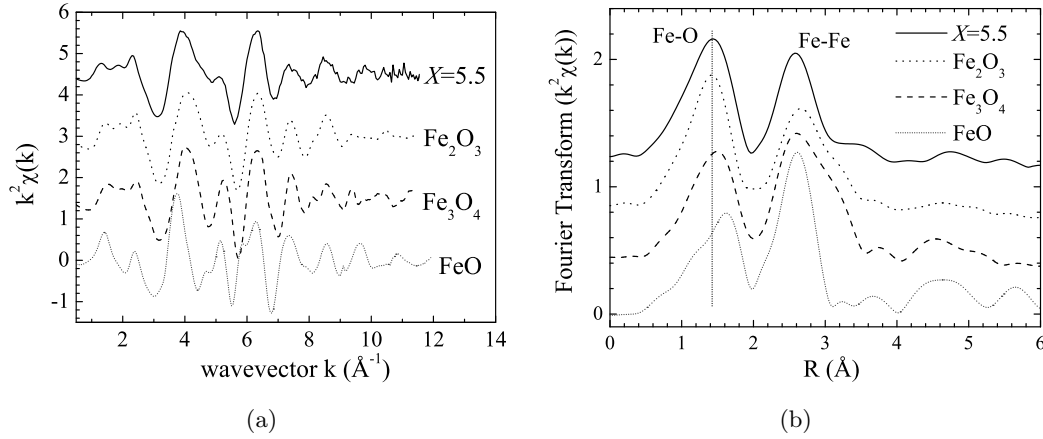 6
5
4
3
2
1
0
-1
k²χ(k)
X=5.5
Fe₂O₃
Fe₃O₄
FeO
2 4 6 8 10 12 14
wavevector k (Å⁻¹)
(a)
2
1
0
Fourier Transform (k²χ(k))
Fe-O
Fe-Fe
X=5.5
Fe₂O₃
Fe₃O₄
FeO
0 1 2 3 4 5 6
R (Å)
(b)